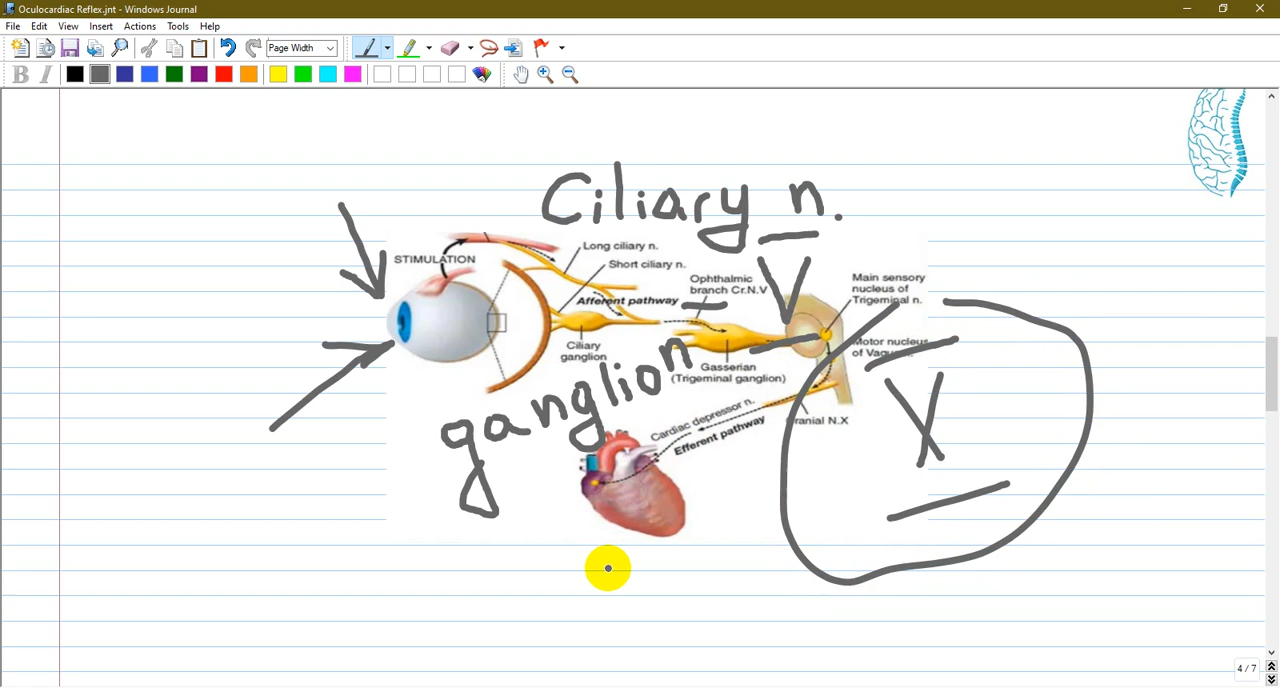 Oculocardiac Reflex.jnt - Windows Journal
File Edit View Insert Actions Tools Help
Page Width
B I
Ciliary n.
STIMULATION
Long ciliary n.
Short ciliary n.
Afferent pathway
Ophthalmic
branch Cr.N.V
V
Main sensory
nucleus of
Trigeminal n.
Ciliary
ganglion
Gasserian
(Trigeminal ganglion)
Motor nucleus
of
ganglion
X
Cardiac depressor n.
Efferent pathway
Cranial N.X
4 / 7